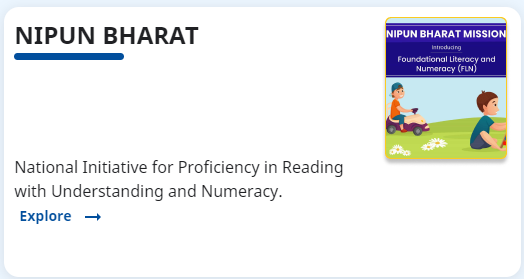 NIPUN BHARAT
NIPUN BHARAT MISSION
Introducing
Foundational Literacy and
Numeracy (FLN)
National Initiative for Proficiency in Reading
with Understanding and Numeracy.
Explore